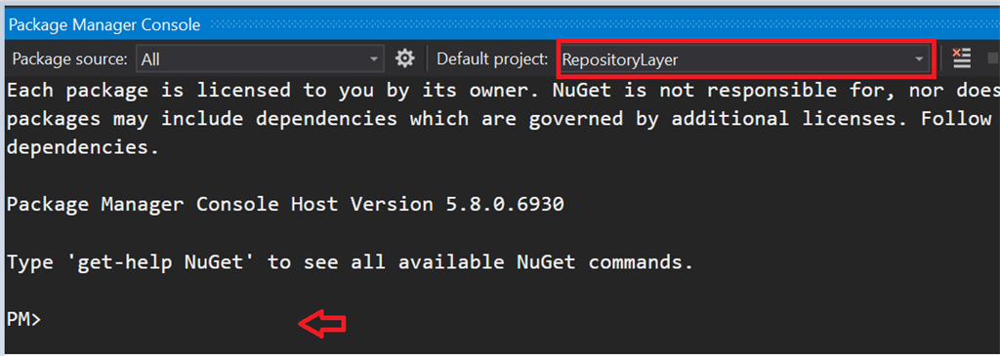 Package Manager Console
Package source: All Default project: RepositoryLayer
Each package is licensed to you by its owner. NuGet is not responsible for, nor does
packages may include dependencies which are governed by additional licenses. Follow
dependencies.
Package Manager Console Host Version 5.8.0.6930
Type 'get-help NuGet' to see all available NuGet commands.
PM>